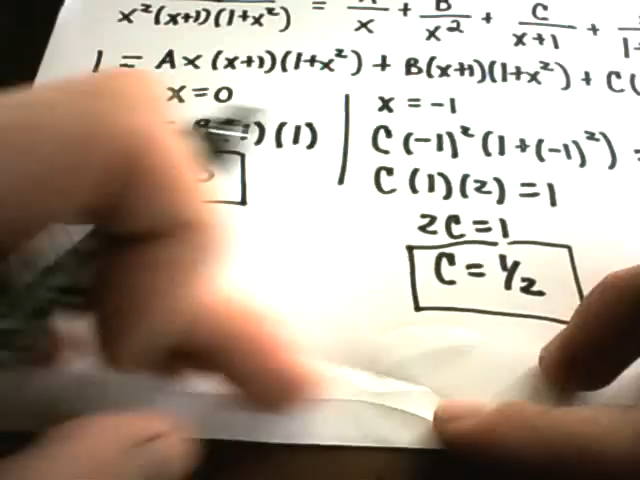 x²(x+1)(1+x²) = A/x + B/x² + C/x+1 +
1 = Ax(x+1)(1+x²) + B(x+1)(1+x²) + C(
x=0
)(1)
x = -1
C(-1)²(1+(-1)²) =
C(1)(2) = 1
2C=1
C = 1/2